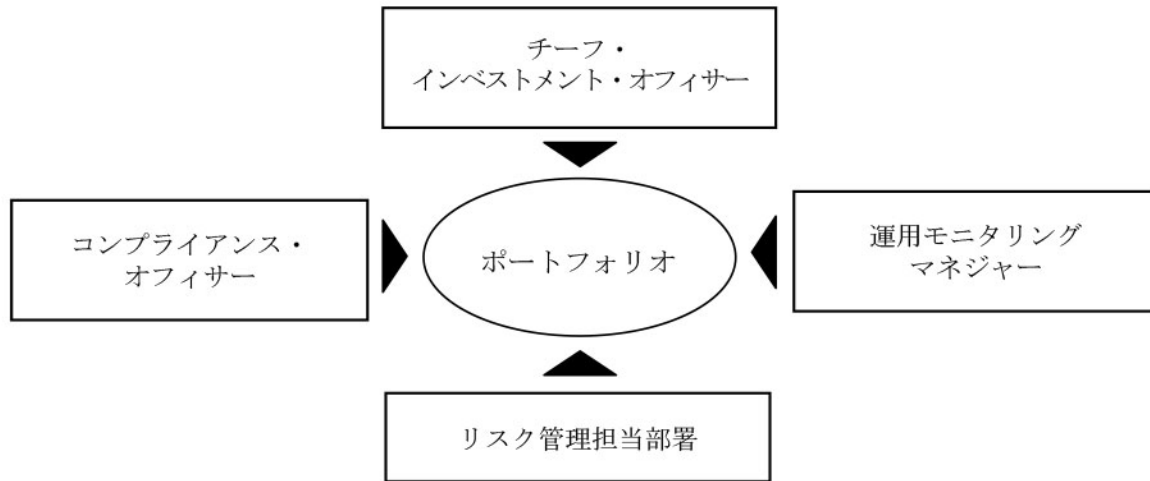 チーフ・
インベストメント・オフィサー
コンプライアンス・
オフィサー
ポートフォリオ
運用モニタリング
マネジャー
リスク管理担当部署